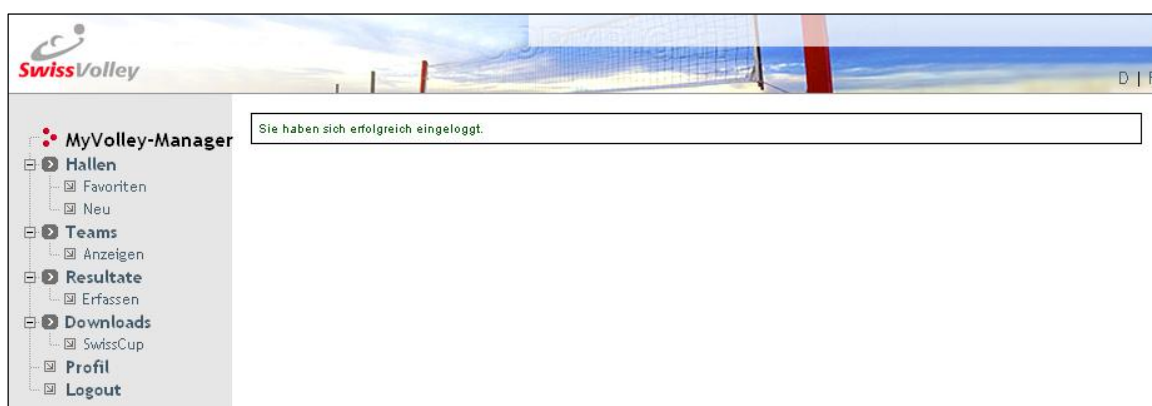 SwissVolley
D | F
MyVolley-Manager
Sie haben sich erfolgreich eingeloggt.
Hallen
Favoriten
Neu
Teams
Anzeigen
Resultate
Erfassen
Downloads
SwissCup
Profil
Logout